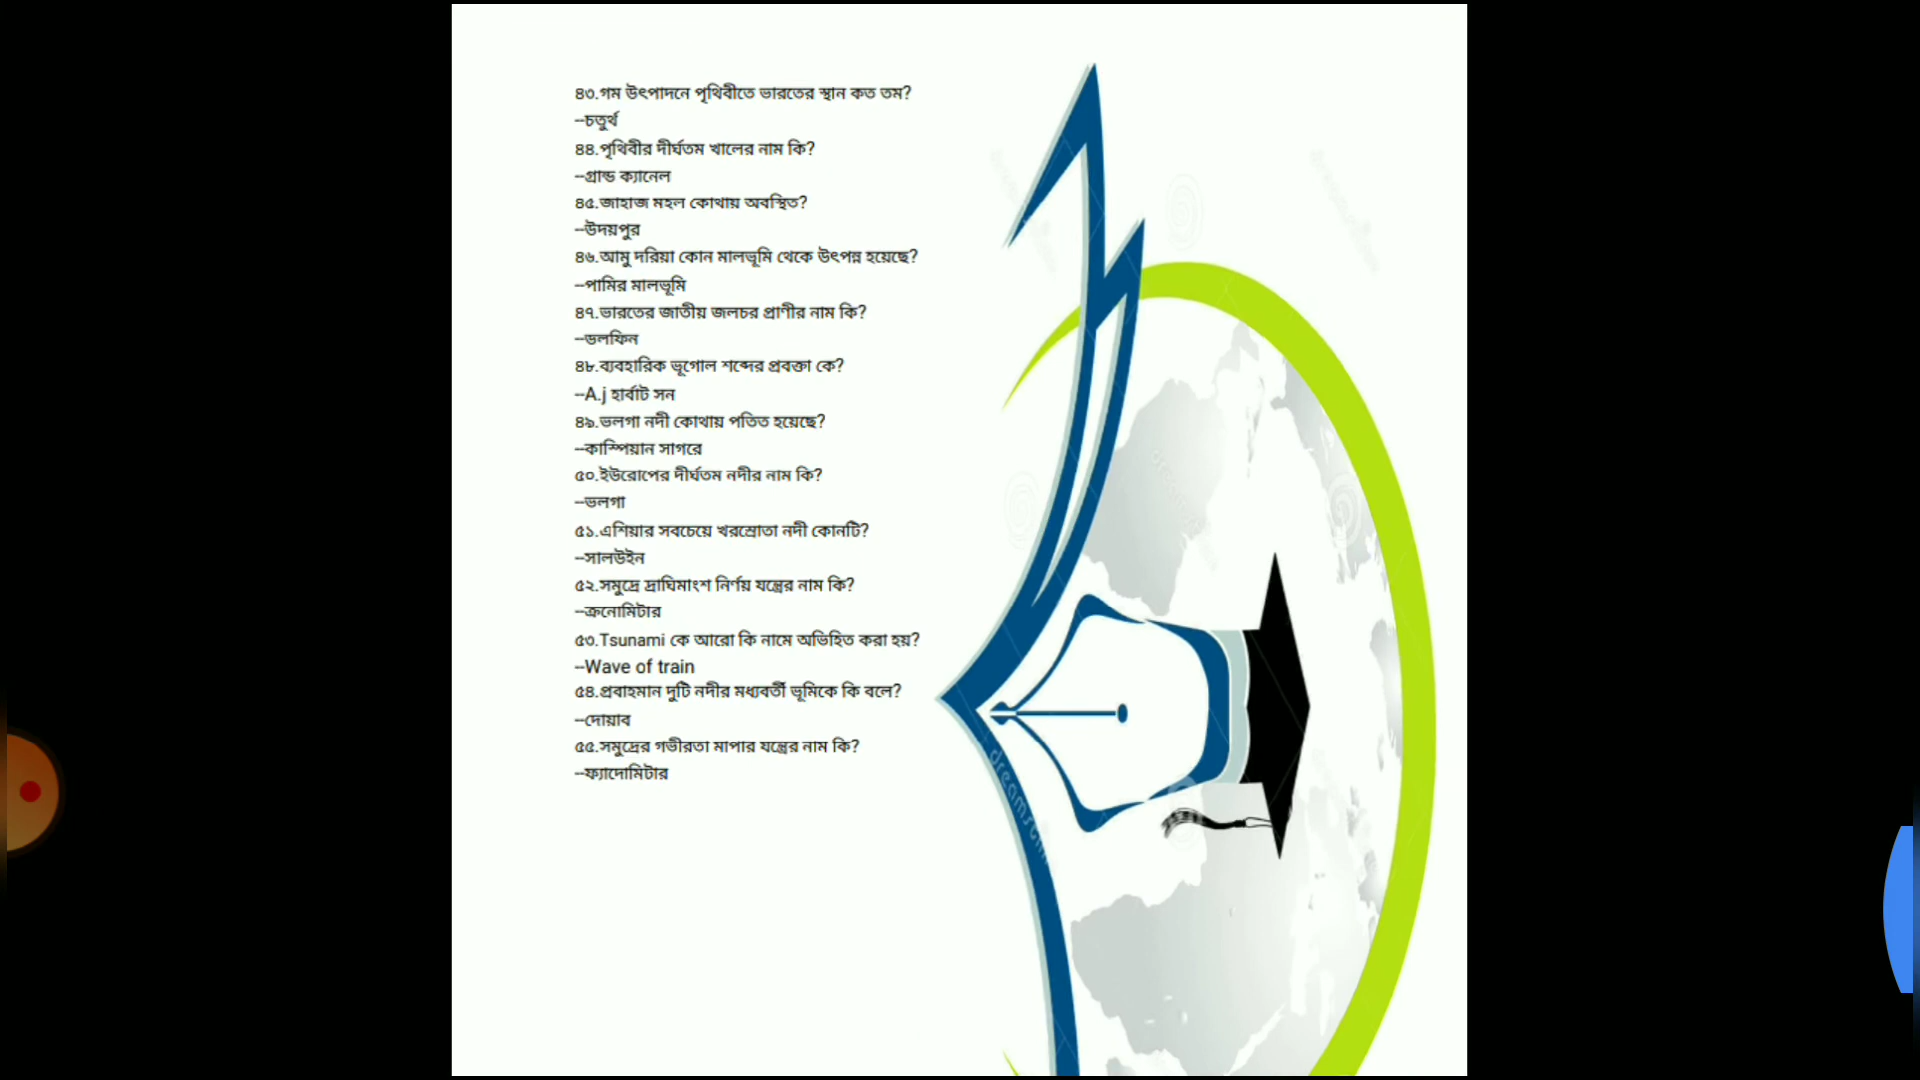 ৪৩.গম উৎপাদনে পৃথিবীতে ভারতের স্থান কত তম?
--চতুর্থ
৪৪.পৃথিবীর দীর্ঘতম খালের নাম কি?
--গ্রান্ড ক্যানেল
৪৫.জাহাজ মহল কোথায় অবস্থিত?
--উদয়পুর
৪৬.আমু দরিয়া কোন মালভূমি থেকে উৎপন্ন হয়েছে?
--পামির মালভূমি
৪৭.ভারতের জাতীয় জলচর প্রাণীর নাম কি?
--ডলফিন
৪৮.ব্যবহারিক ভূগোল শব্দের প্রবক্তা কে?
--A.j হার্বাট সন
৪৯.ভলগা নদী কোথায় পতিত হয়েছে?
--কাস্পিয়ান সাগরে
৫০.ইউরোপের দীর্ঘতম নদীর নাম কি?
--ভলগা
৫১.এশিয়ার সবচেয়ে খরস্রোতা নদী কোনটি?
--সালউইন
৫২.সমুদ্রে দ্রাঘিমাংশ নির্ণয় যন্ত্রের নাম কি?
--ক্রনোমিটার
৫৩.Tsunami কে আরো কি নামে অভিহিত করা হয়?
--Wave of train
৫৪.প্রবাহমান দুটি নদীর মধ্যবর্তী ভূমিকে কি বলে?
--দোয়াব
৫৫.সমুদ্রের গভীরতা মাপার যন্ত্রের নাম কি?
--ফ্যাদোমিটার